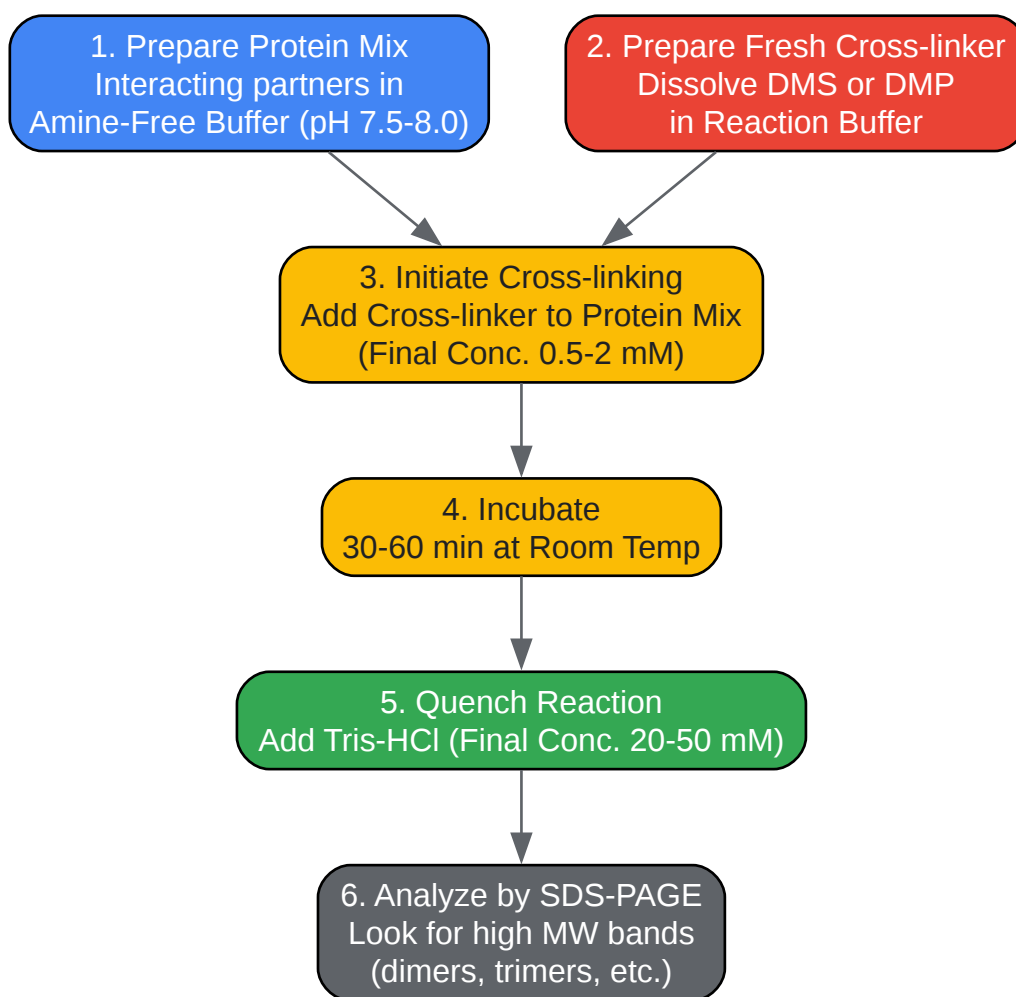 1. Prepare Protein Mix
Interacting partners in
Amine-Free Buffer (pH 7.5-8.0)
2. Prepare Fresh Cross-linker
Dissolve DMS or DMP
in Reaction Buffer
3. Initiate Cross-linking
Add Cross-linker to Protein Mix
(Final Conc. 0.5-2 mM)
4. Incubate
30-60 min at Room Temp
5. Quench Reaction
Add Tris-HCl (Final Conc. 20-50 mM)
6. Analyze by SDS-PAGE
Look for high MW bands
(dimers, trimers, etc.)